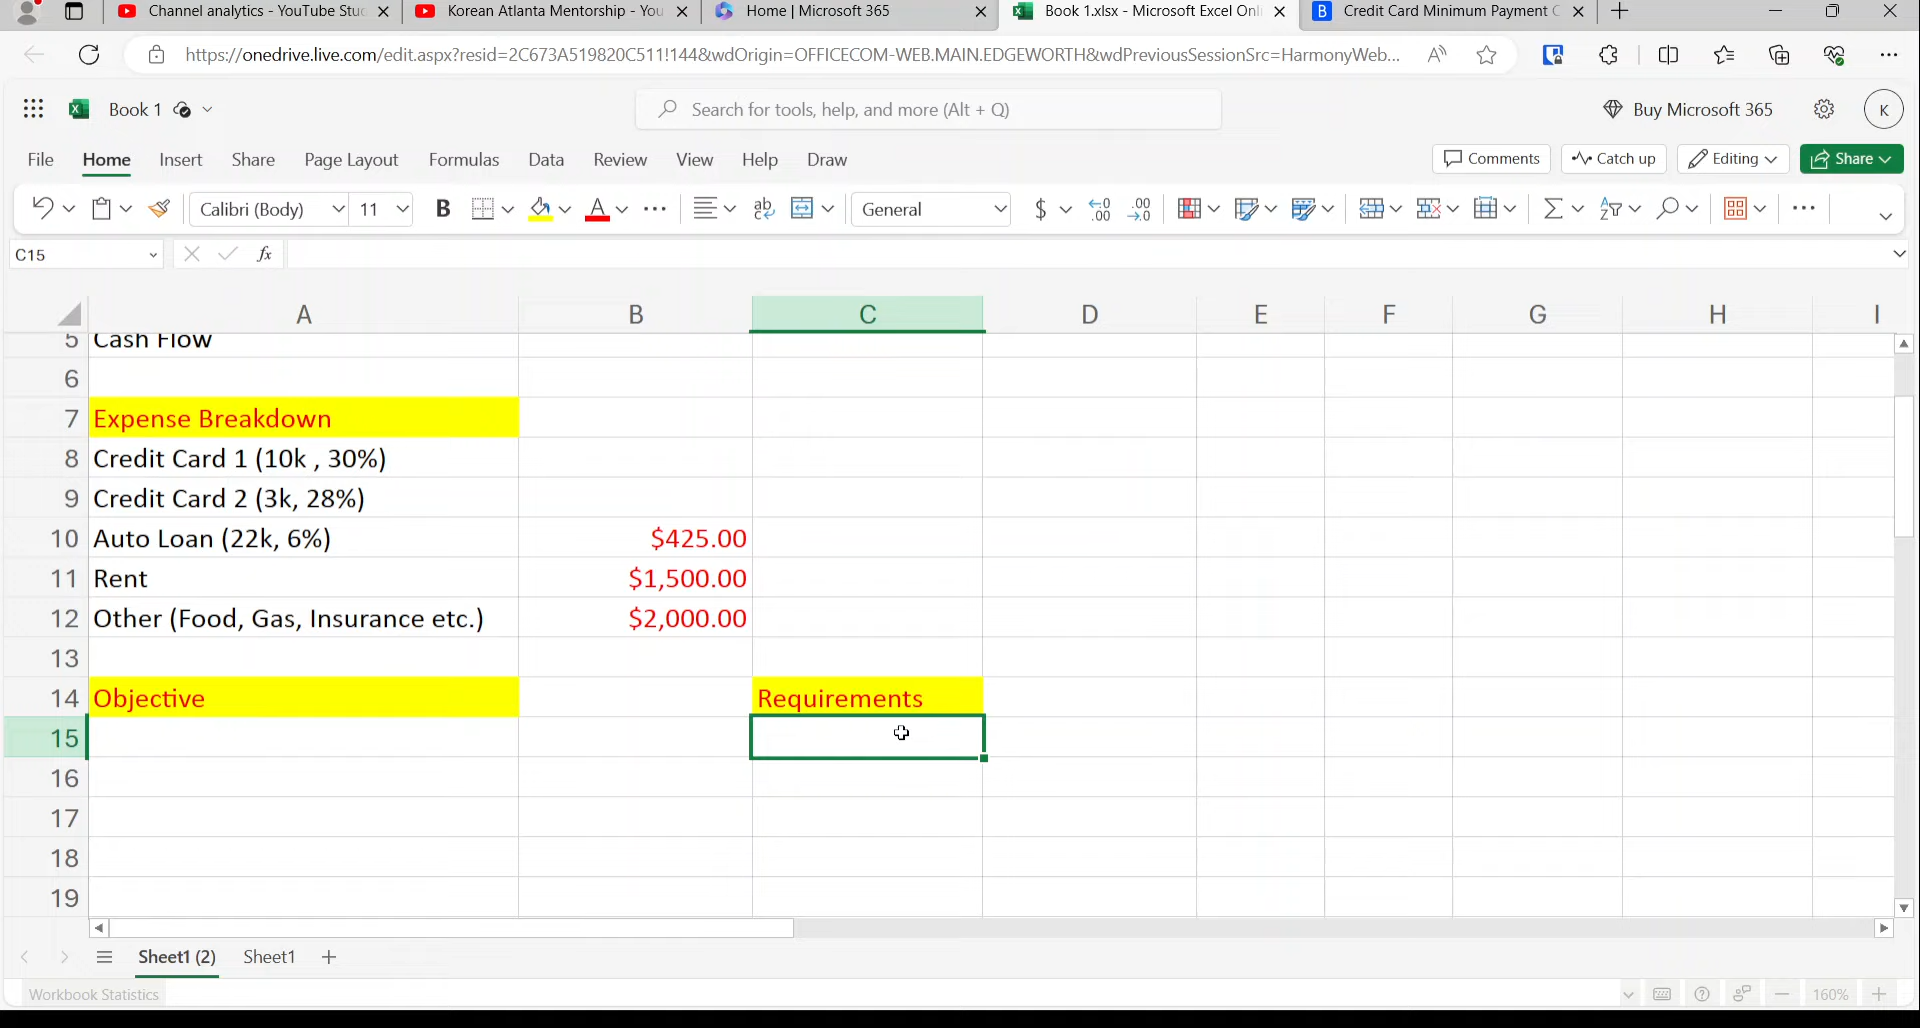 Channel analytics - YouTube Stu
Korean Atlanta Mentorship - You
Home | Microsoft 365
Book 1.xlsx - Microsoft Excel Onli
Credit Card Minimum Payment C
https://onedrive.live.com/edit.aspx?resid=2C673A519820C511!144&wdOrigin=OFFICECOM-WEB.MAIN.EDGEWORTH&wdPreviousSessionSrc=HarmonyWeb...
Book 1
Search for tools, help, and more (Alt + Q)
Buy Microsoft 365
K
File Home Insert Share Page Layout Formulas Data Review View Help Draw
Comments Catch up Editing Share
Calibri (Body) 11 B A ab c General $ .00 .00
C15 fx
A B C D E F G H I
5 Cash Flow
6
7 Expense Breakdown
8 Credit Card 1 (10k , 30%)
9 Credit Card 2 (3k, 28%)
10 Auto Loan (22k, 6%) $425.00
11 Rent $1,500.00
12 Other (Food, Gas, Insurance etc.) $2,000.00
13
14 Objective Requirements
15
16
17
18
19
Sheet1 (2) Sheet1 +
Workbook Statistics
160%